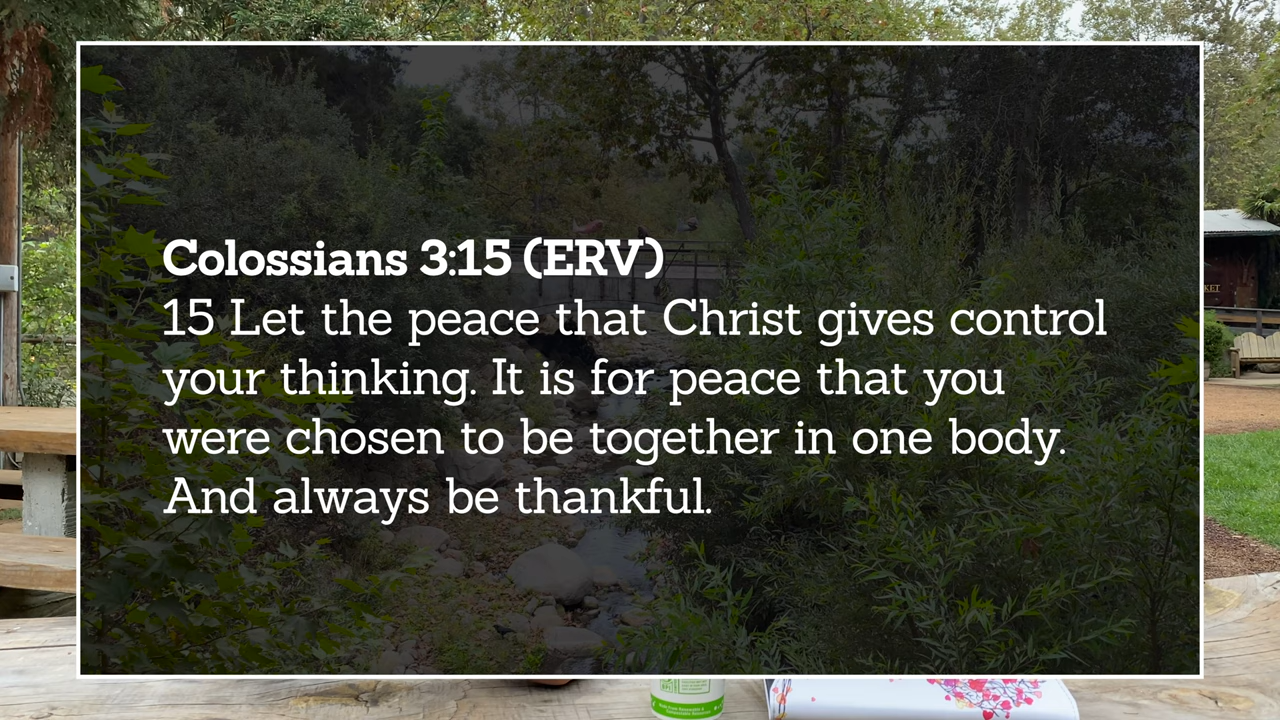 Colossians 3:15 (ERV)
15 Let the peace that Christ gives control
your thinking. It is for peace that you
were chosen to be together in one body.
And always be thankful.
KET